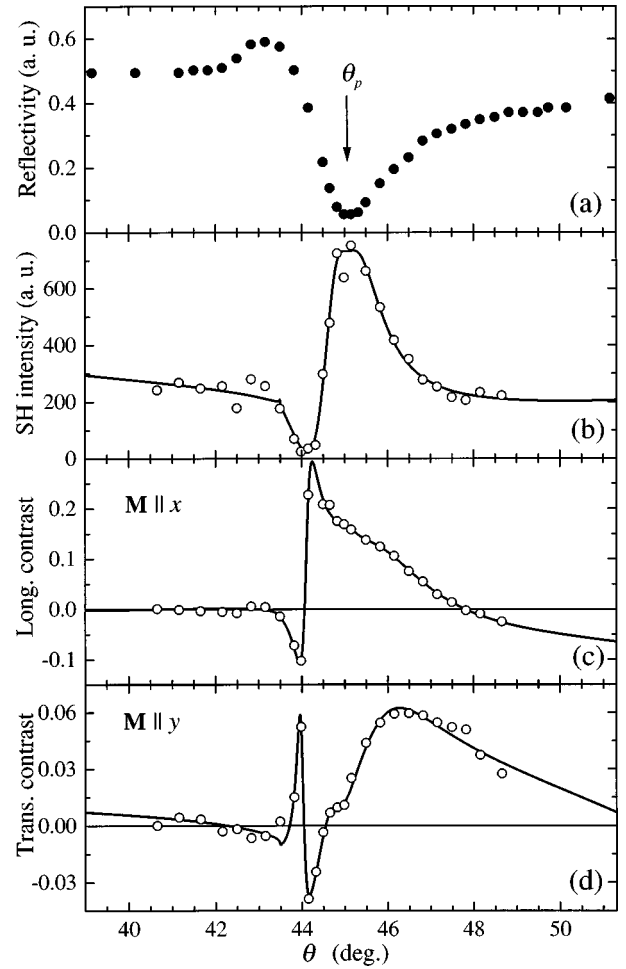 Reflectivity (a. u.)
0.6
0.4
0.2
0.0
θp
(a)
SH intensity (a. u.)
600
400
200
0
(b)
Long. contrast
0.2
0.1
0.0
-0.1
M || x
(c)
Trans. contrast
0.06
0.03
0.00
-0.03
M || y
(d)
40 42 44 46 48 50
θ (deg.)